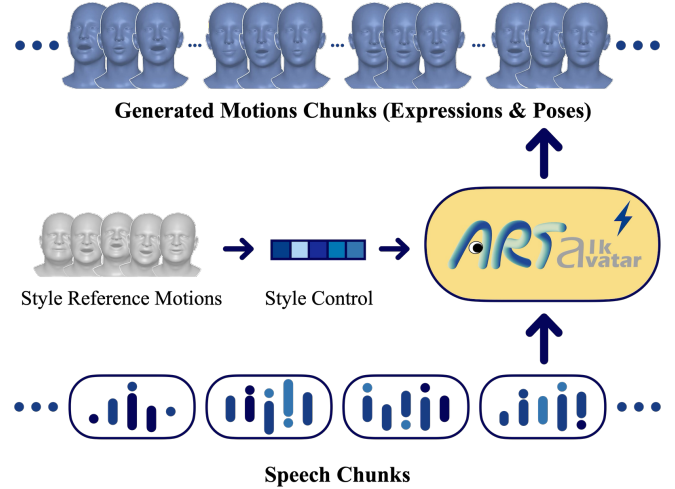 Generated Motions Chunks (Expressions & Poses)
ARTalk
Avatar
Style Reference Motions
Style Control
Speech Chunks